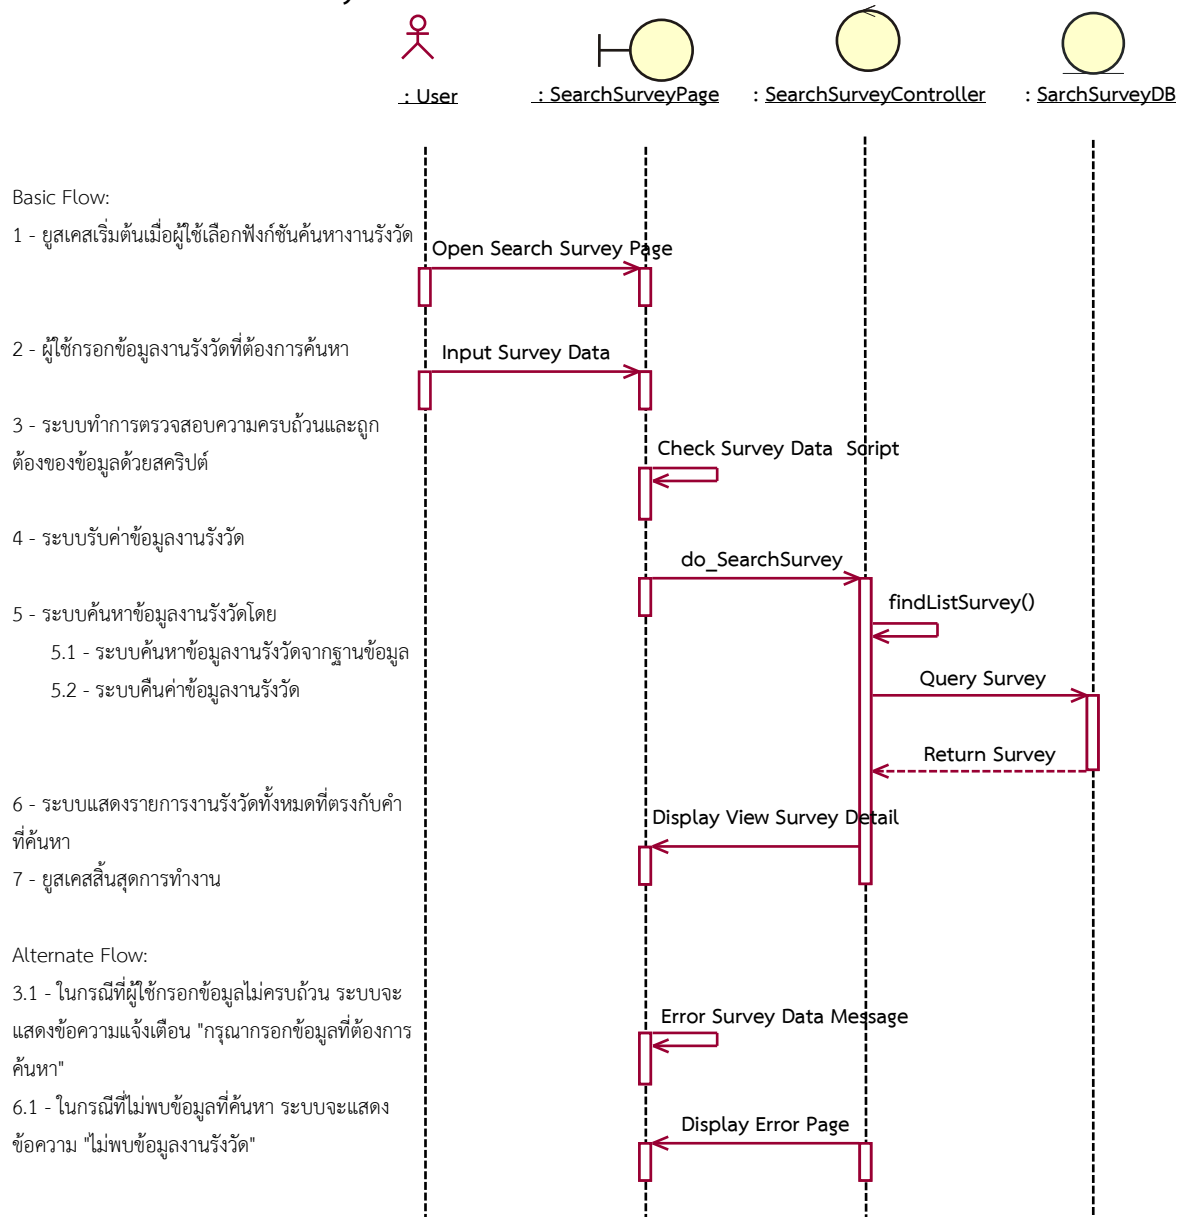 : User
: SearchSurveyPage
: SearchSurveyController
: SarchSurveyDB
Basic Flow:
1 - ยูสเคสเริ่มต้นเมื่อผู้ใช้เลือกฟังก์ชันค้นหางานรังวัด
Open Search Survey Page
2 - ผู้ใช้กรอกข้อมูลงานรังวัดที่ต้องการค้นหา
Input Survey Data
3 - ระบบทำการตรวจสอบความครบถ้วนและถูก
ต้องของข้อมูลด้วยสคริปต์
Check Survey Data Script
4 - ระบบรับค่าข้อมูลงานรังวัด
do_SearchSurvey
5 - ระบบค้นหาข้อมูลงานรังวัดโดย
findListSurvey()
5.1 - ระบบค้นหาข้อมูลงานรังวัดจากฐานข้อมูล
5.2 - ระบบคืนค่าข้อมูลงานรังวัด
Query Survey
Return Survey
6 - ระบบแสดงรายการงานรังวัดทั้งหมดที่ตรงกับคำ
ที่ค้นหา
Display View Survey Detail
7 - ยูสเคสสิ้นสุดการทำงาน
Alternate Flow:
3.1 - ในกรณีที่ผู้ใช้กรอกข้อมูลไม่ครบถ้วน ระบบจะ
แสดงข้อความแจ้งเตือน "กรุณากรอกข้อมูลที่ต้องการ
ค้นหา"
Error Survey Data Message
6.1 - ในกรณีที่ไม่พบข้อมูลที่ค้นหา ระบบจะแสดง
ข้อความ "ไม่พบข้อมูลงานรังวัด"
Display Error Page